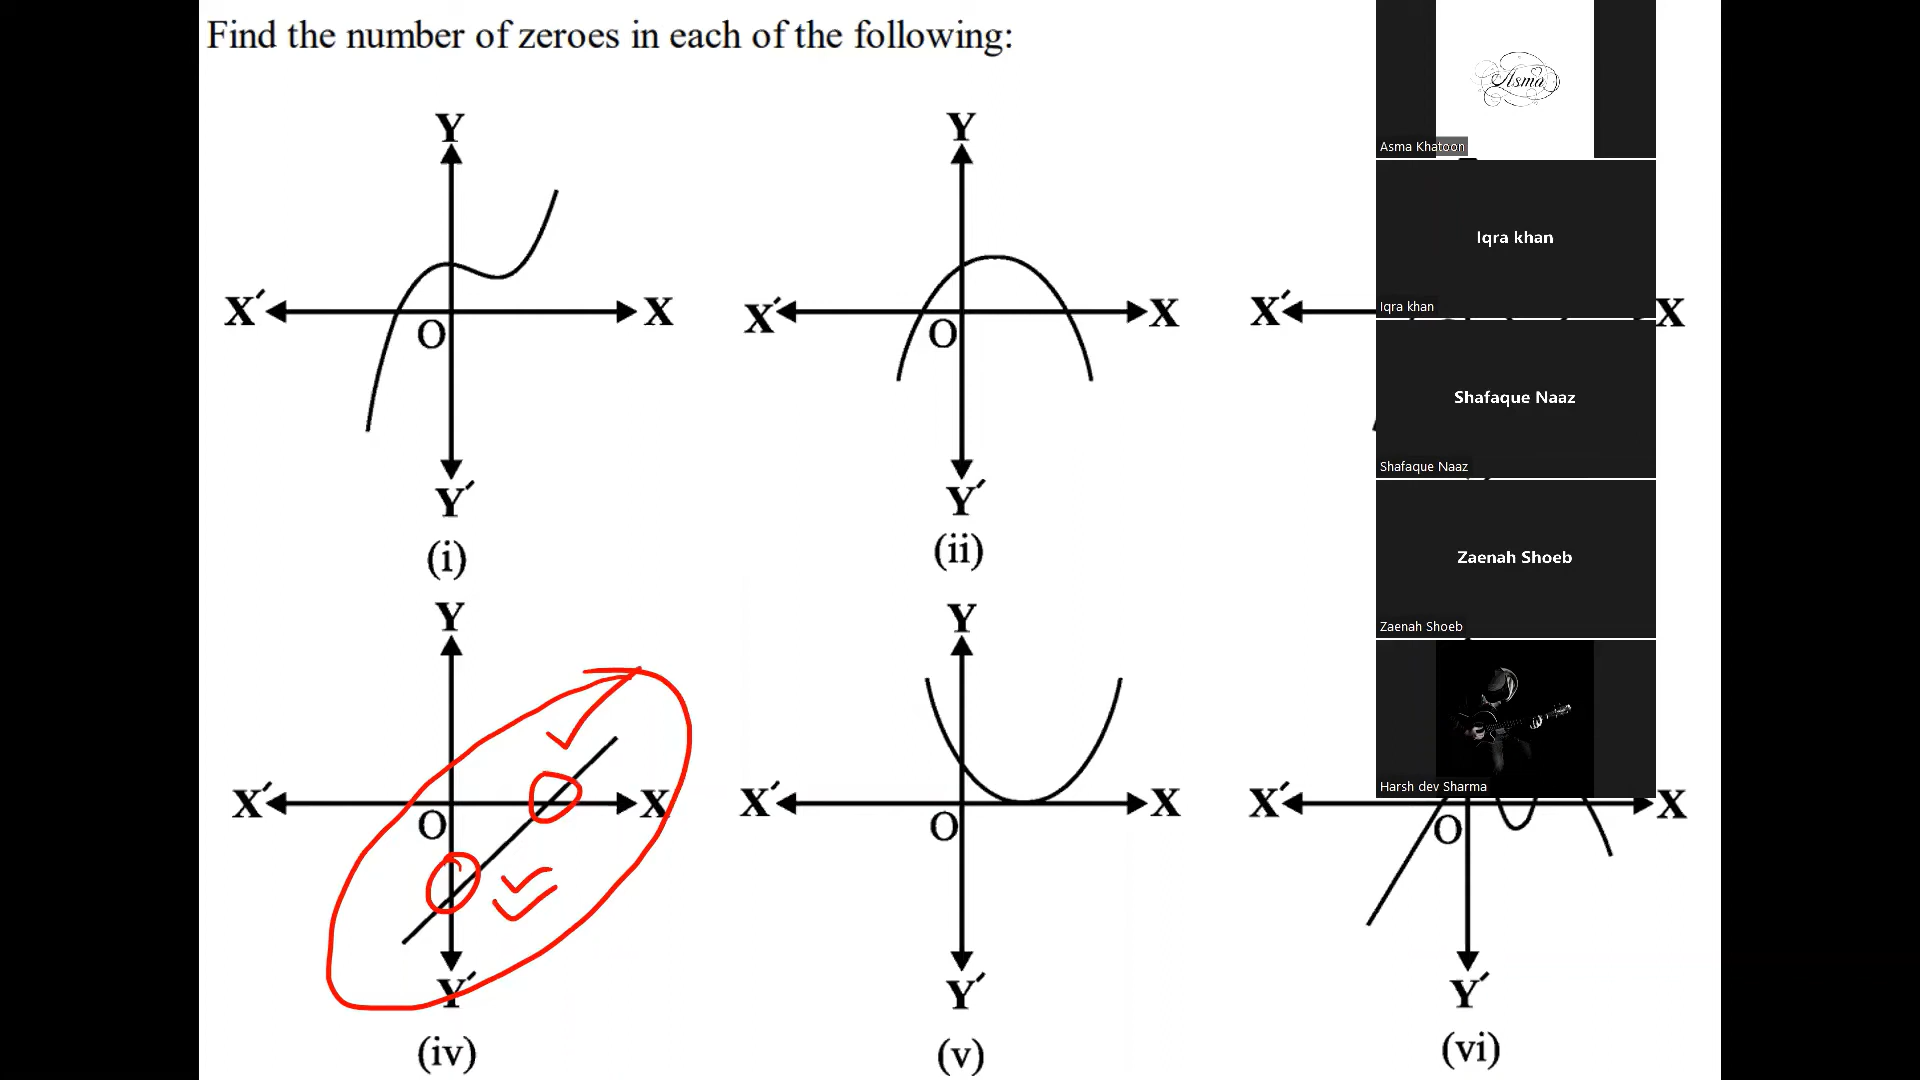 Find the number of zeroes in each of the following:
Asma
Asma Khatoon
Y
Y
Iqra khan
Iqra khan
X′
O
X
X′
O
X
X′
X
Shafaque Naaz
Shafaque Naaz
Y′
Y′
(i)
(ii)
Zaenah Shoeb
Zaenah Shoeb
Y
Y
Harsh dev Sharma
X′
O
X
X′
O
X
X′
O
X
Y′
Y′
Y′
(iv)
(v)
(vi)